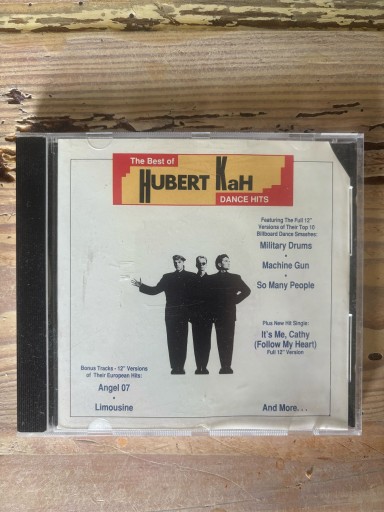 The Best of
HUBERT KaH
DANCE HITS
Featuring The Full 12"
Versions of Their Top 10
Billboard Dance Smashes:
Military Drums
•
Machine Gun
•
So Many People
Plus New Hit Single:
It's Me, Cathy
(Follow My Heart)
Full 12" Version
Bonus Tracks - 12" Versions
of Their European Hits:
Angel 07
•
Limousine
And More...